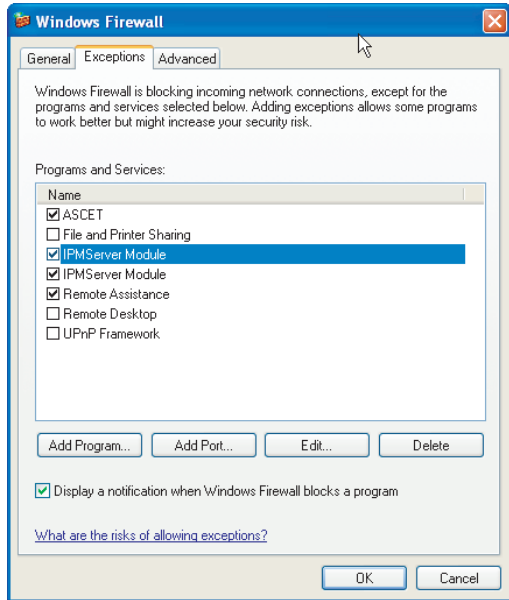 Windows Firewall
General Exceptions Advanced
Windows Firewall is blocking incoming network connections, except for the
programs and services selected below. Adding exceptions allows some programs
to work better but might increase your security risk.
Programs and Services:
Name
ASCET
File and Printer Sharing
IPMServer Module
IPMServer Module
Remote Assistance
Remote Desktop
UPnP Framework
Add Program... Add Port... Edit... Delete
Display a notification when Windows Firewall blocks a program
What are the risks of allowing exceptions?
OK Cancel